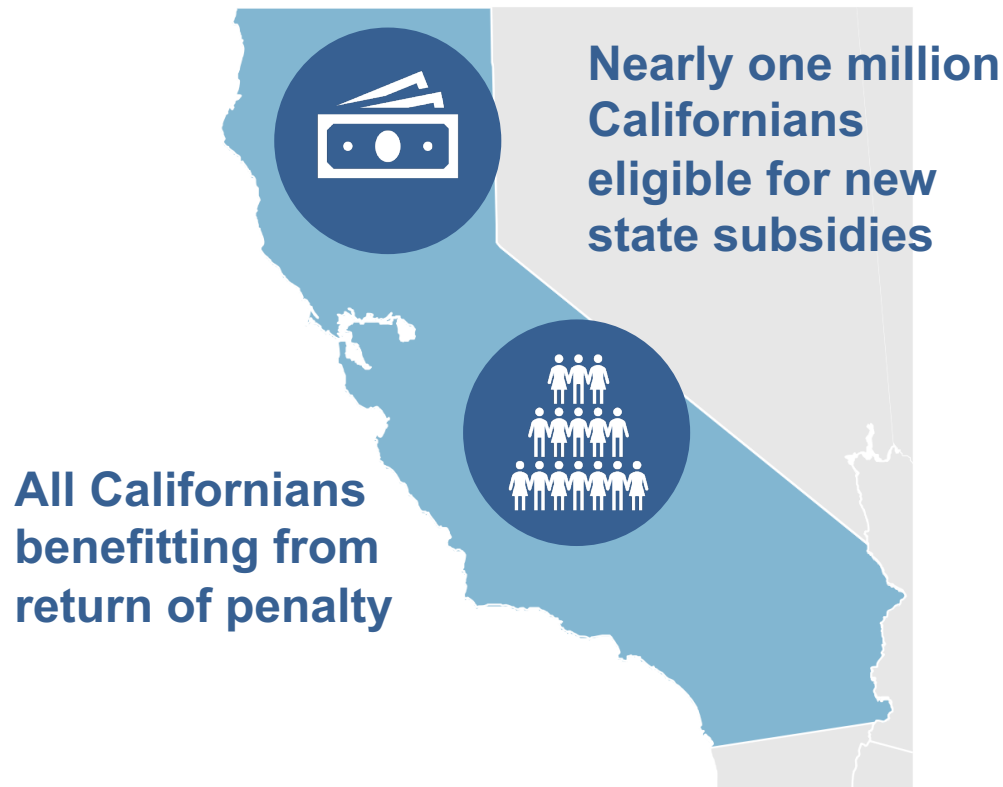 Nearly one million
Californians
eligible for new
state subsidies
All Californians
benefitting from
return of penalty